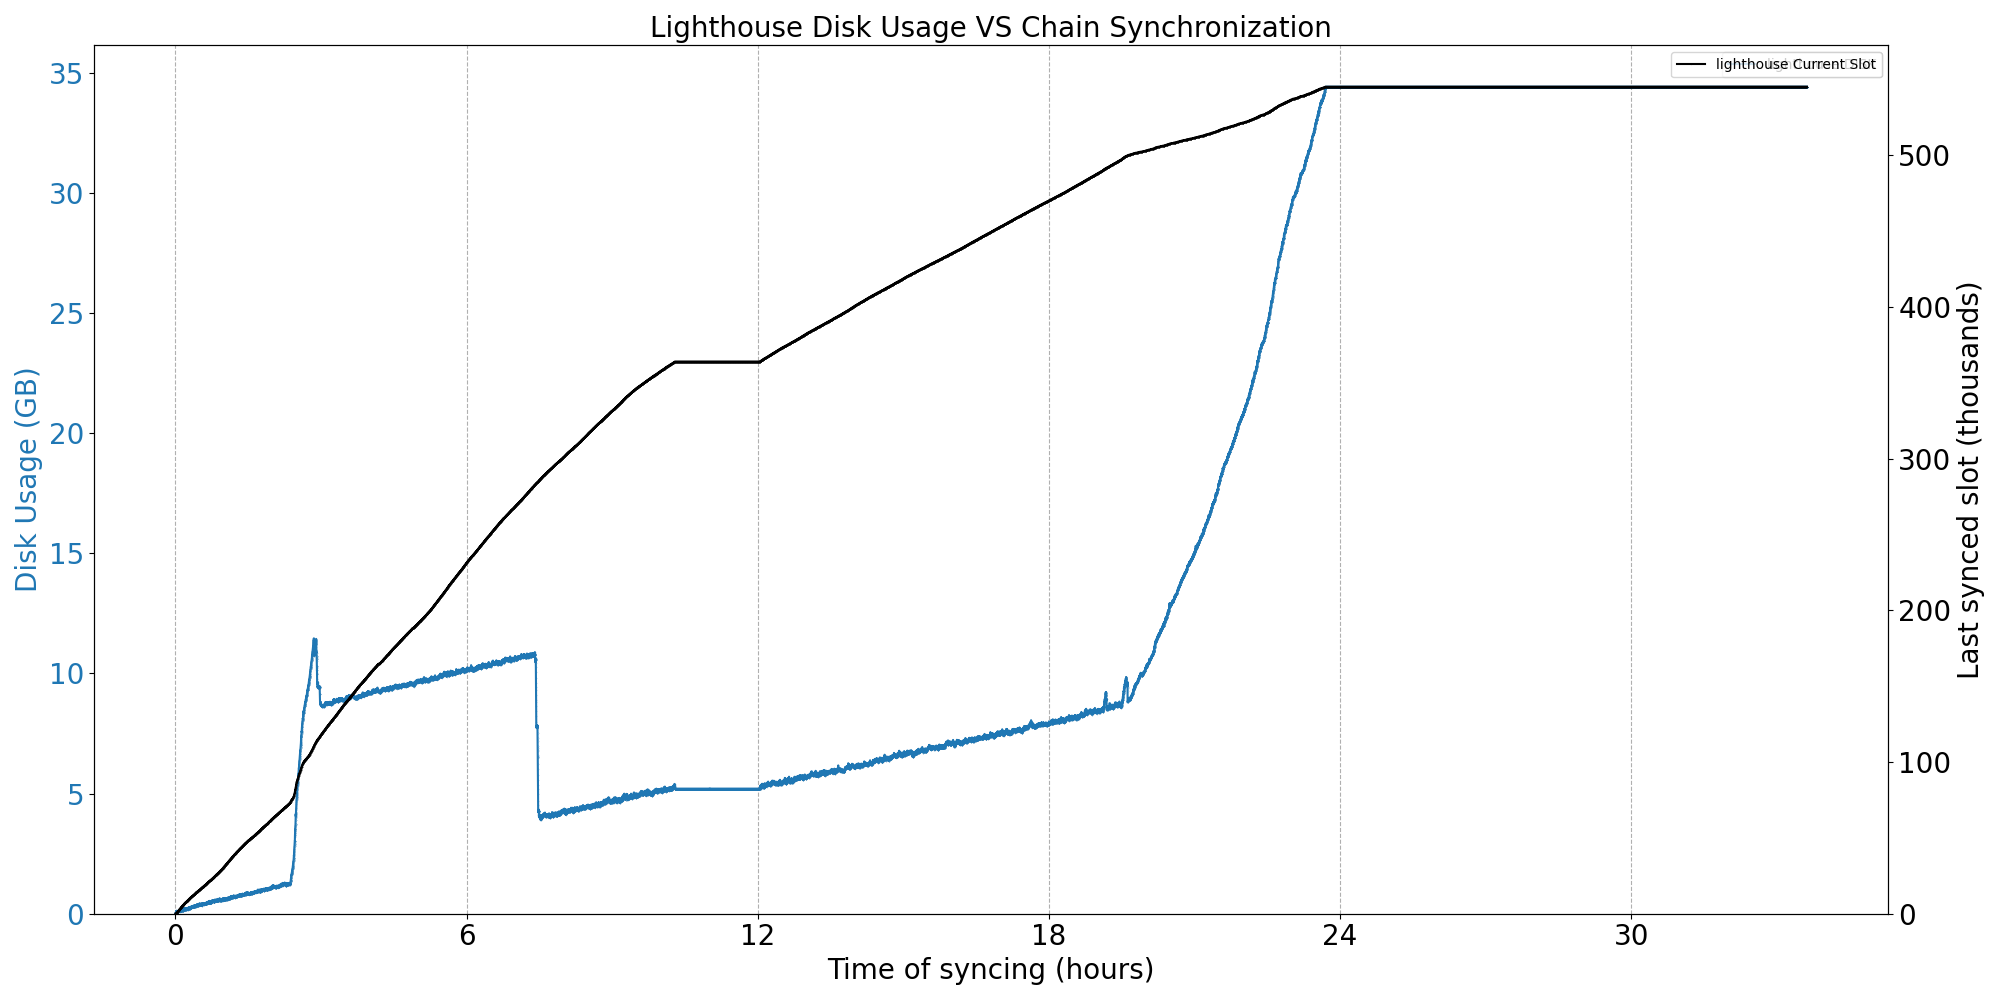 Lighthouse Disk Usage VS Chain Synchronization
lighthouse Current Slot
Disk Usage (GB)
35
30
25
20
15
10
5
0
500
400
300
200
100
0
Last synced slot (thousands)
0 6 12 18 24 30
Time of syncing (hours)